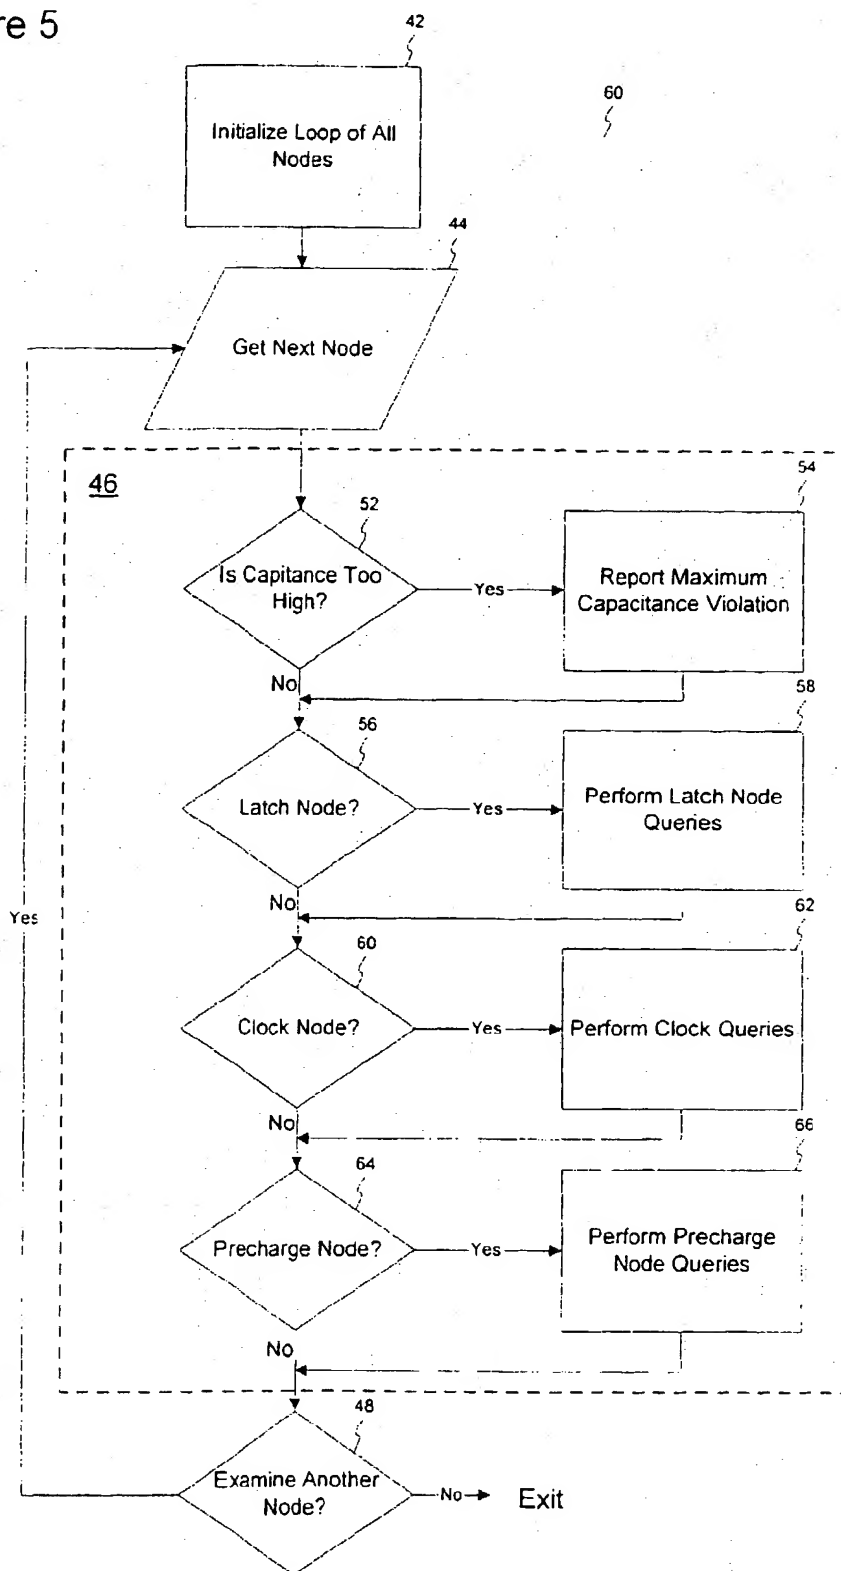 re 5
42
60
Initialize Loop of All
Nodes
44
Get Next Node
46
52
54
Is Capitance Too
High?
Yes
Report Maximum
Capacitance Violation
No
56
58
Latch Node?
Yes
Perform Latch Node
Queries
Yes
No
60
62
Clock Node?
Yes
Perform Clock Queries
No
64
66
Precharge Node?
Yes
Perform Precharge
Node Queries
No
48
Examine Another
Node?
No
Exit